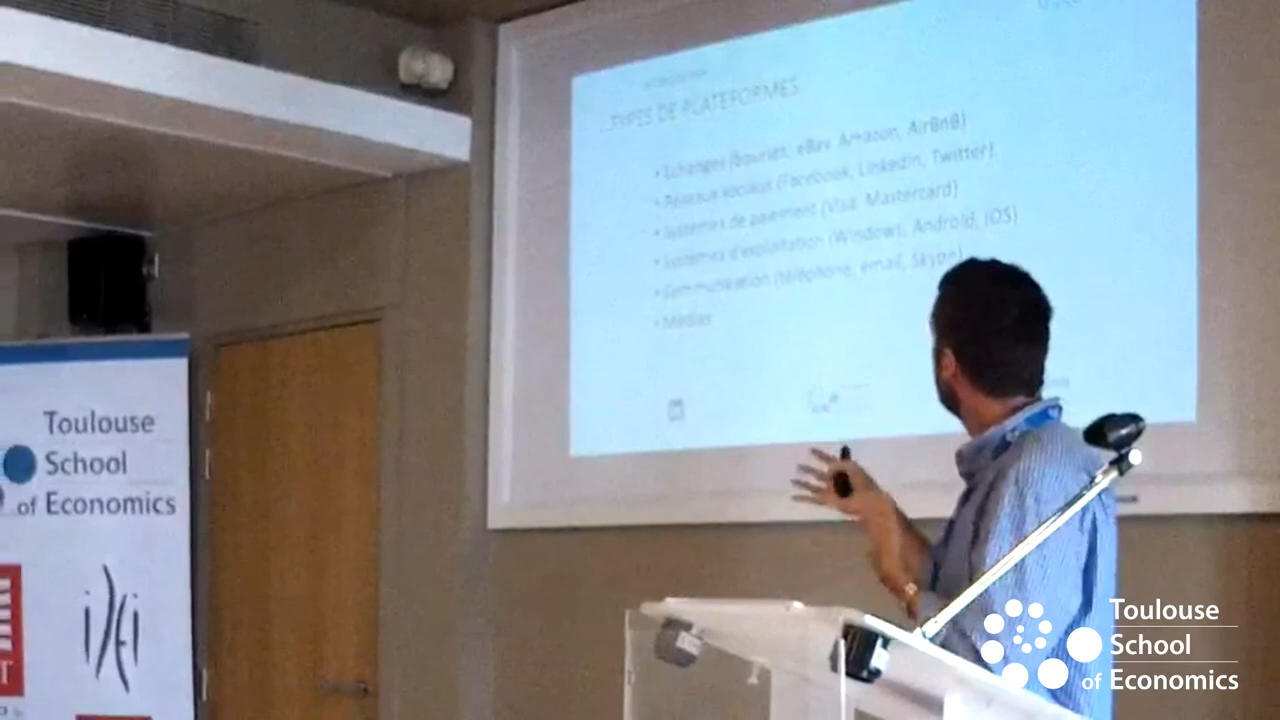 TYPES DE PLATEFORMES
• Echanges (bourses, eBay, Amazon, AirBnB)
• Réseaux sociaux (Facebook, LinkedIn, Twitter)
• Systèmes de paiement (Visa, Mastercard)
• Systèmes d'exploitation (Windows, Android, iOS)
• Communication (téléphone, email, Skype)
• Médias
Toulouse
School
of Economics
Toulouse
School
of Economics